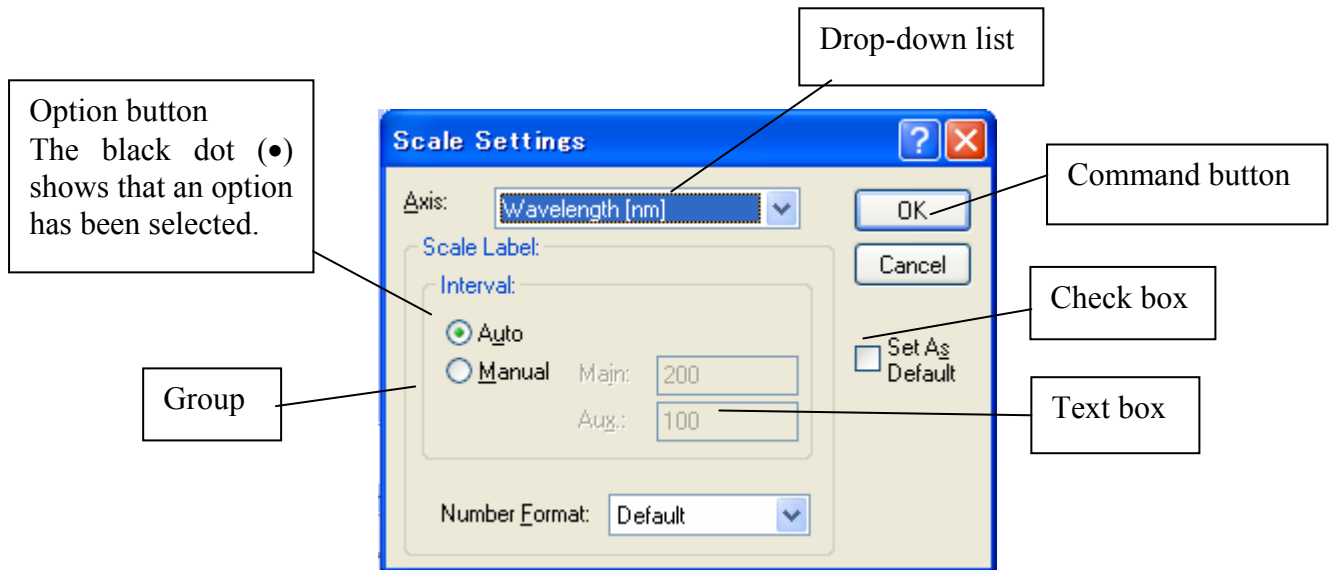 Drop-down list
Option button
The black dot (•)
shows that an option
has been selected.
Scale Settings
Command button
Axis: Wavelength [nm] OK
Scale Label:
Cancel
Interval:
Check box
Auto
Set As
Default
Manual Main: 200
Group
Text box
Aux.: 100
Number Format: Default